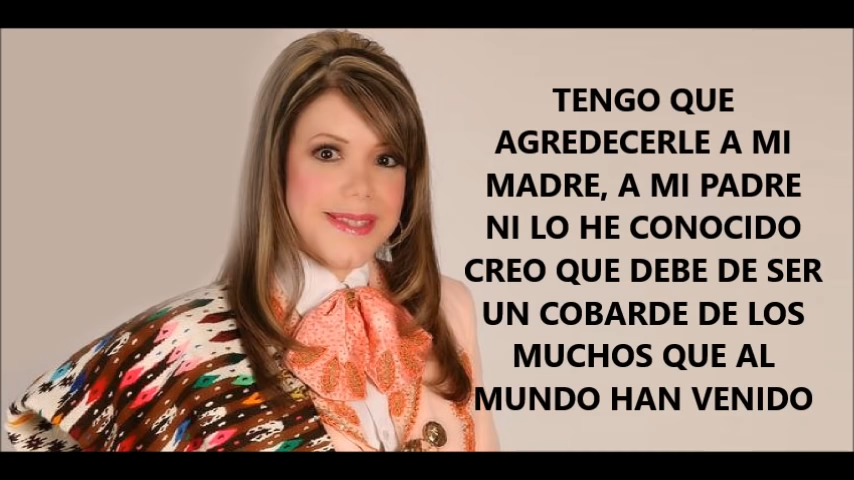 TENGO QUE
AGREDECERLE A MI
MADRE, A MI PADRE
NI LO HE CONOCIDO
CREO QUE DEBE DE SER
UN COBARDE DE LOS
MUCHOS QUE AL
MUNDO HAN VENIDO